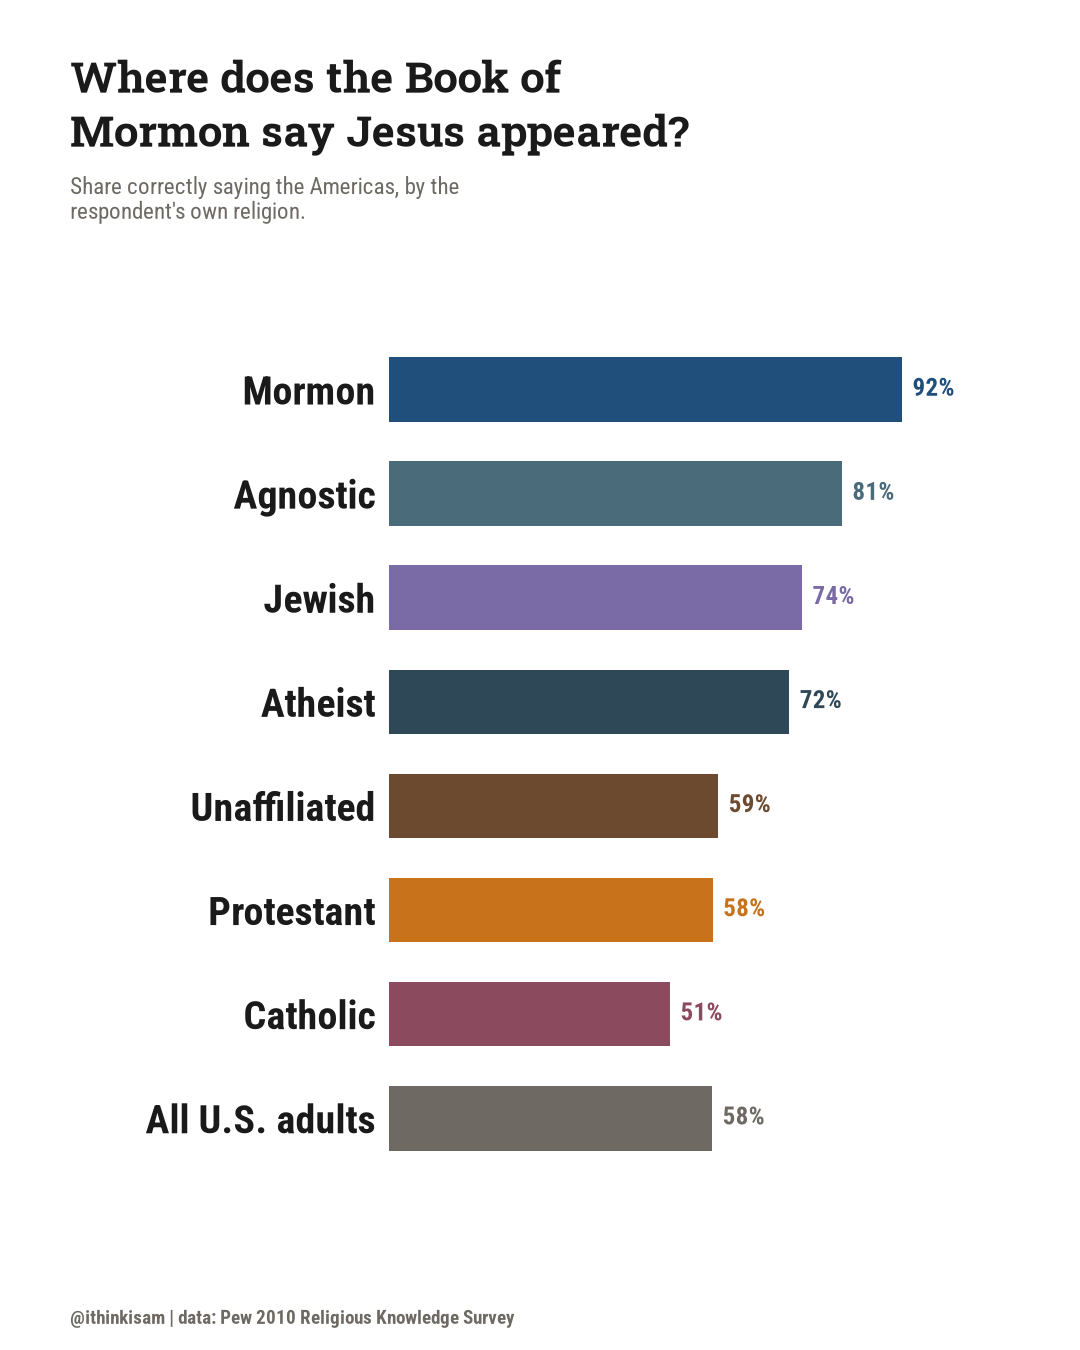 Where does the Book of
Mormon say Jesus appeared?
Share correctly saying the Americas, by the
respondent's own religion.
Mormon 92%
Agnostic 81%
Jewish 74%
Atheist 72%
Unaffiliated 59%
Protestant 58%
Catholic 51%
All U.S. adults 58%
@ithinkisam | data: Pew 2010 Religious Knowledge Survey